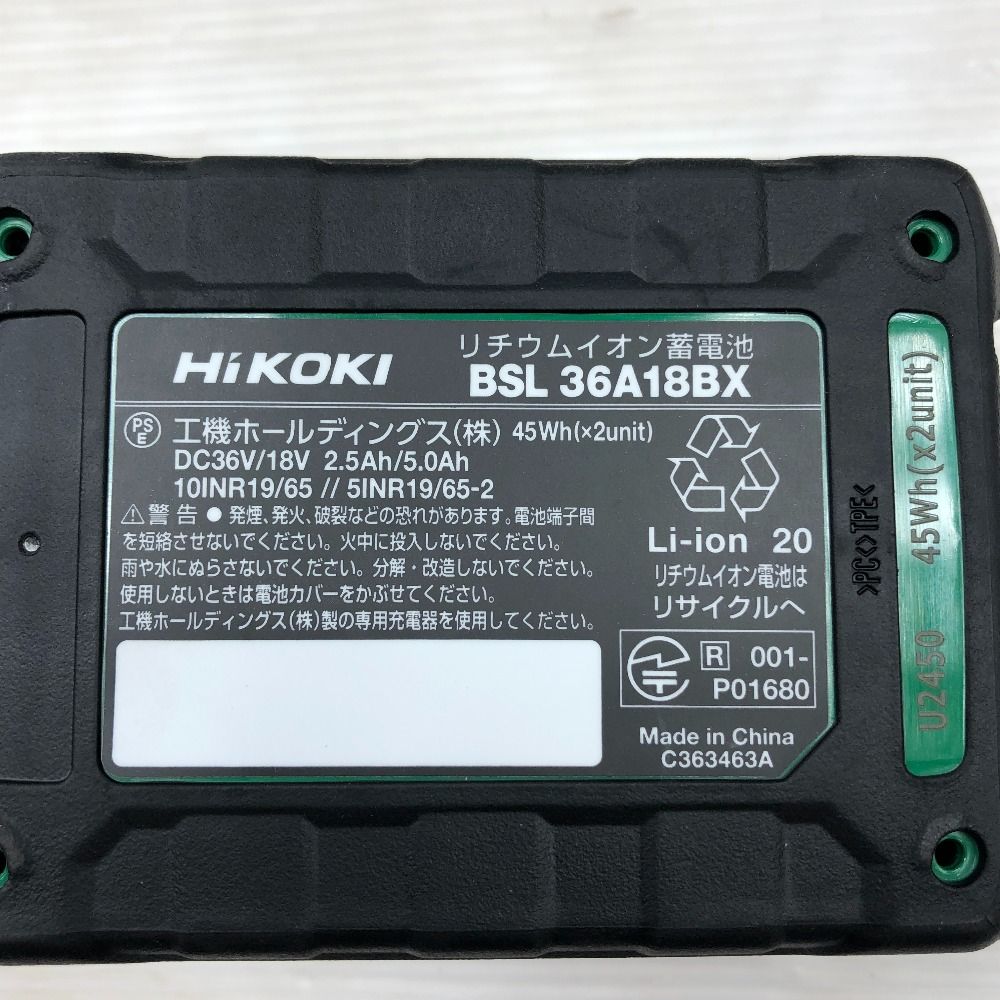 HiKOKI
リチウムイオン蓄電池
BSL 36A18BX
PS
E
工機ホールディングス(株) 45Wh(×2unit)
DC36V/18V 2.5Ah/5.0Ah
10INR19/65 // 5INR19/65-2
⚠警告 ● 発煙、発火、破裂などの恐れがあります。電池端子間
を短絡させないでください。火中に投入しないでください。
雨や水にぬらさないでください。分解・改造しないでください。
使用しないときは電池カバーをかぶせてください。
工機ホールディングス(株)製の専用充電器を使用してください。
Li-ion 20
リチウムイオン電池は
リサイクルへ
R 001-
P01680
Made in China
C363463A
>PC<>TPE<
U2450 45Wh(x2unit)